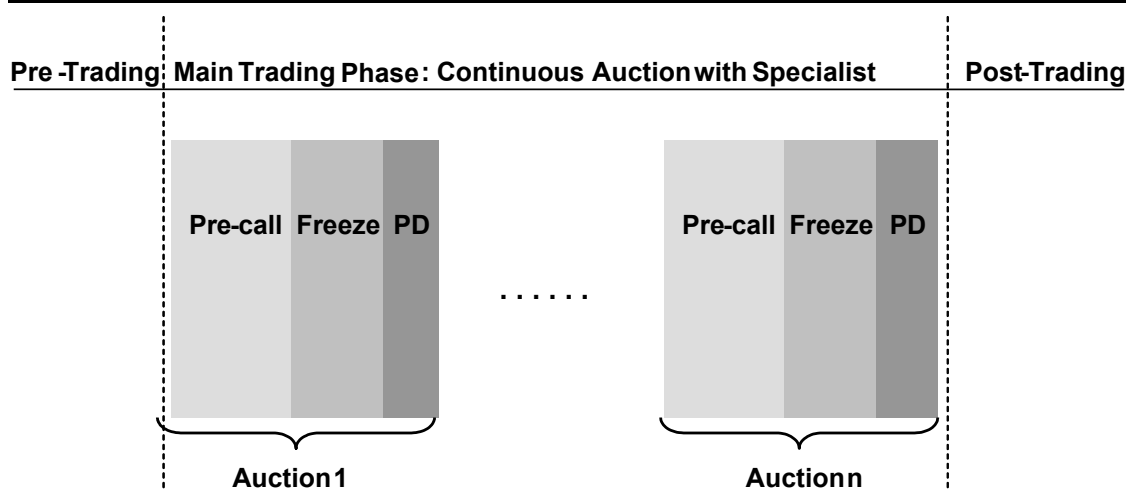 Pre-Trading Main Trading Phase: Continuous Auction with Specialist Post-Trading
Pre-call Freeze PD Pre-call Freeze PD
......
Auction 1 Auction n